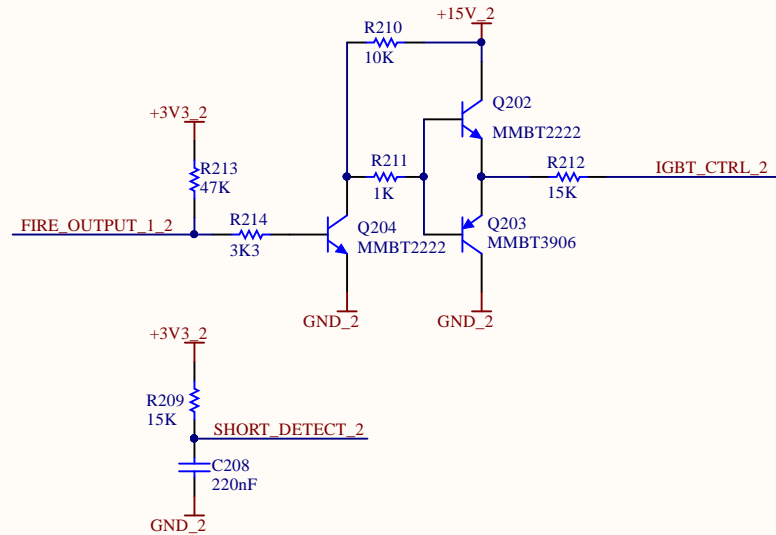 R210
10K
+15V_2
Q202
MMBT2222
+3V3_2
R213
47K
R211
1K
R212
15K
IGBT_CTRL_2
FIRE_OUTPUT_1_2
R214
3K3
Q204
MMBT2222
Q203
MMBT3906
GND_2
GND_2
+3V3_2
R209
15K
SHORT_DETECT_2
C208
220nF
GND_2